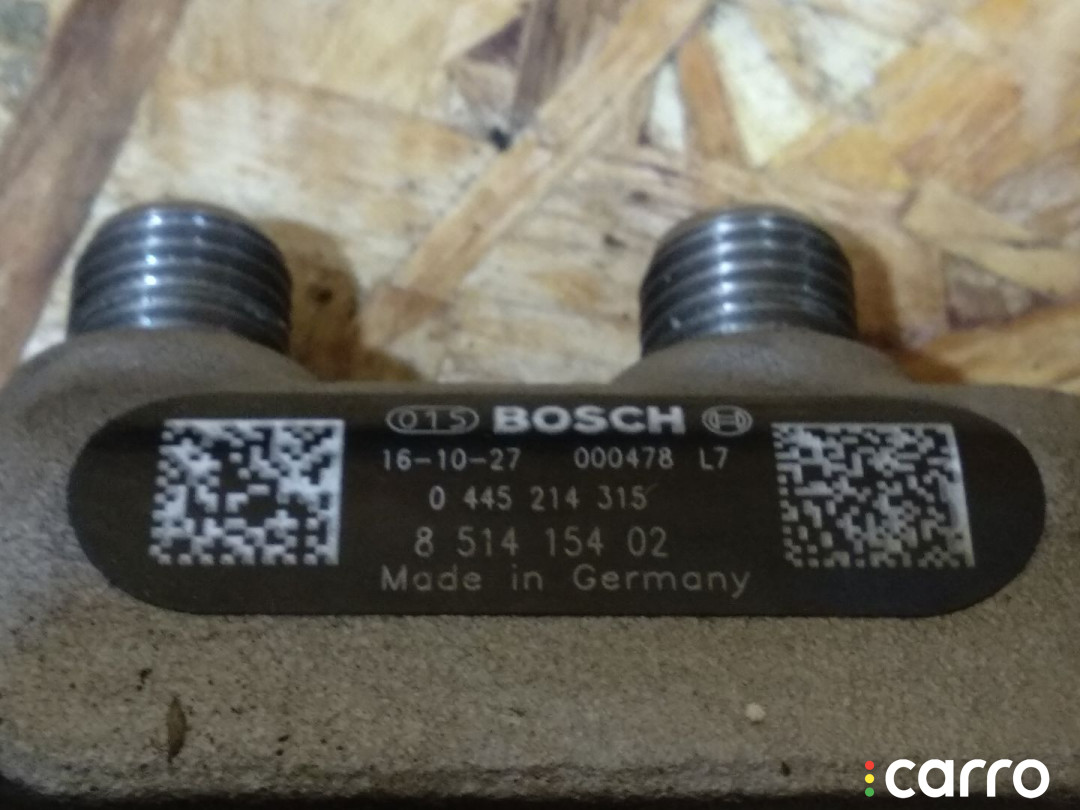 015 BOSCH
16-10-27 000478 L7
0 445 214 315
8 514 154 02
Made in Germany
carro